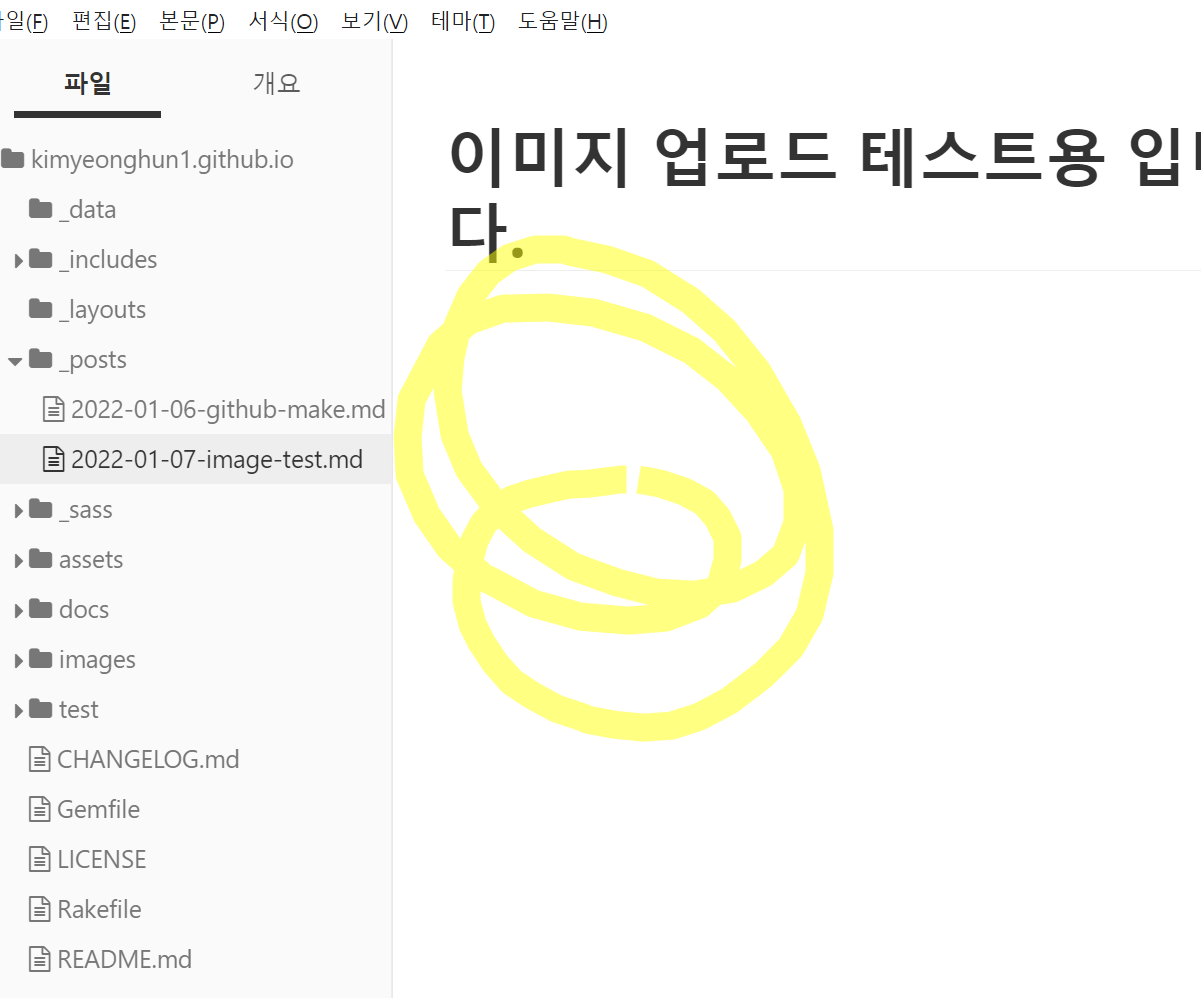 일(F) 편집(E) 본문(P) 서식(O) 보기(V) 테마(T) 도움말(H)
파일 개요
kimyeonghun1.github.io
_data
_includes
_layouts
_posts
2022-01-06-github-make.md
2022-01-07-image-test.md
_sass
assets
docs
images
test
CHANGELOG.md
Gemfile
LICENSE
Rakefile
README.md
이미지 업로드 테스트용 입니
다.